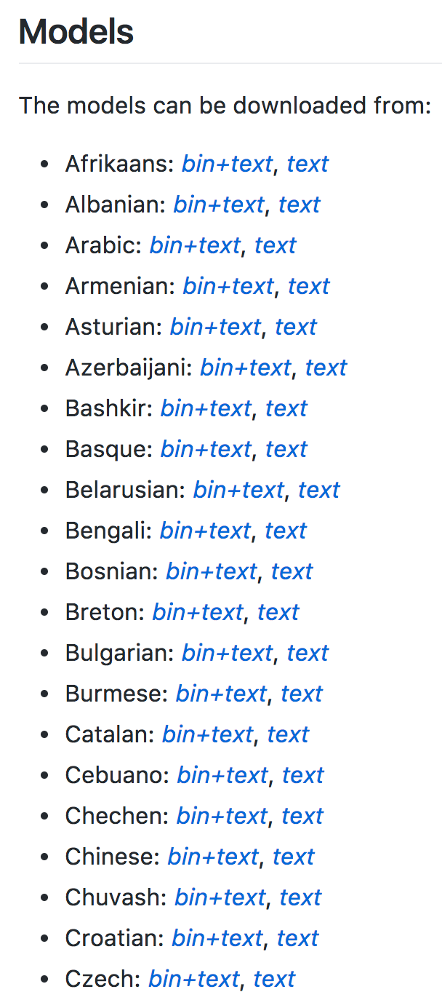 Models
The models can be downloaded from:
• Afrikaans: bin+text, text
• Albanian: bin+text, text
• Arabic: bin+text, text
• Armenian: bin+text, text
• Asturian: bin+text, text
• Azerbaijani: bin+text, text
• Bashkir: bin+text, text
• Basque: bin+text, text
• Belarusian: bin+text, text
• Bengali: bin+text, text
• Bosnian: bin+text, text
• Breton: bin+text, text
• Bulgarian: bin+text, text
• Burmese: bin+text, text
• Catalan: bin+text, text
• Cebuano: bin+text, text
• Chechen: bin+text, text
• Chinese: bin+text, text
• Chuvash: bin+text, text
• Croatian: bin+text, text
• Czech: bin+text, text